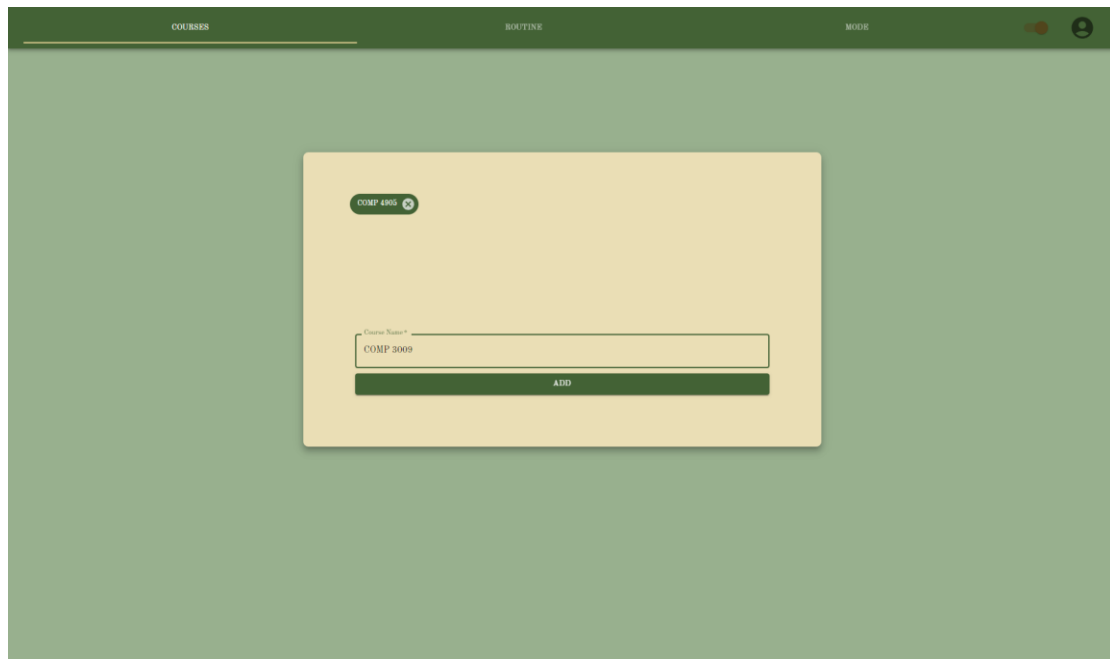 COURSES
ROUTINE
MODE
COMP 4905
Course Name *
COMP 3009
ADD